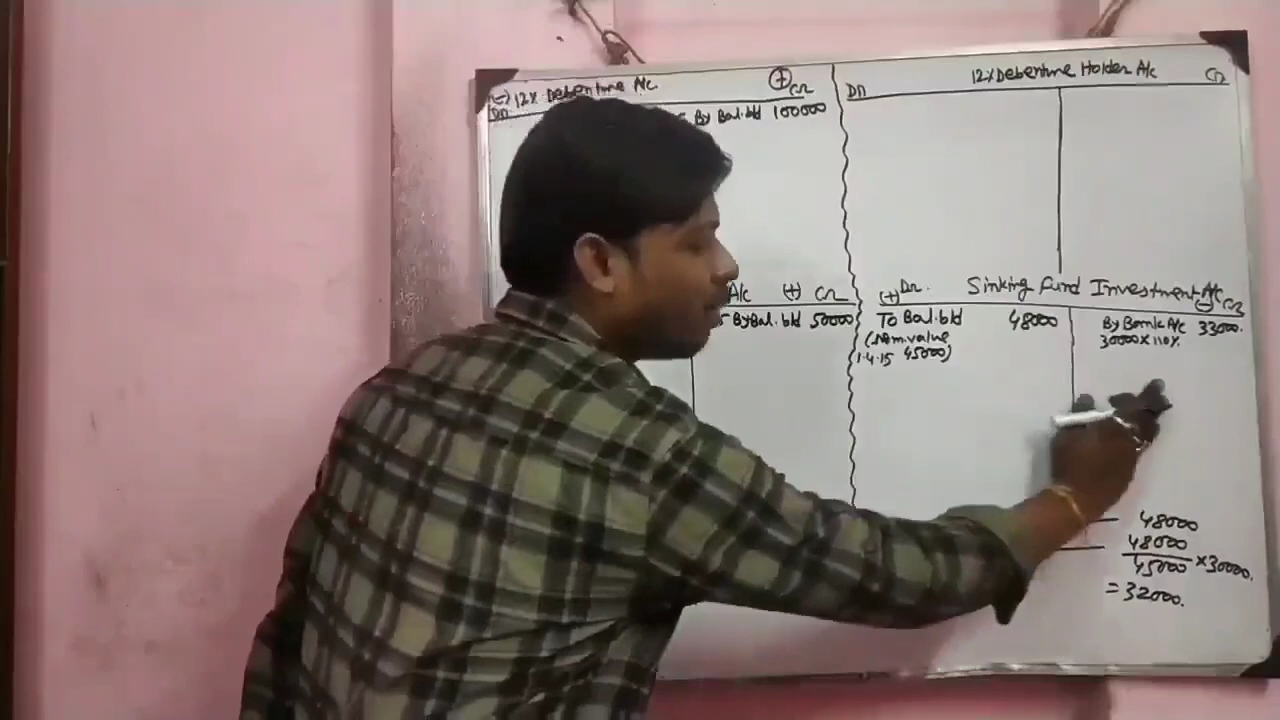 (-) 12% Debenture A/c (+)
Dr Cr
By Bal. b/d 100000
12% Debenture Holder A/c
Dr Cr
A/c (+) Cr
By Bal. b/d 50000
(+) Dr. Sinking Fund Investment A/c (-) Cr
To Bal. b/d 48000
(Nom. value
1.4.15 45000)
By Bank A/c 33000.
30000 x 110%.
48000
48000
45000 x 30000.
= 32000.